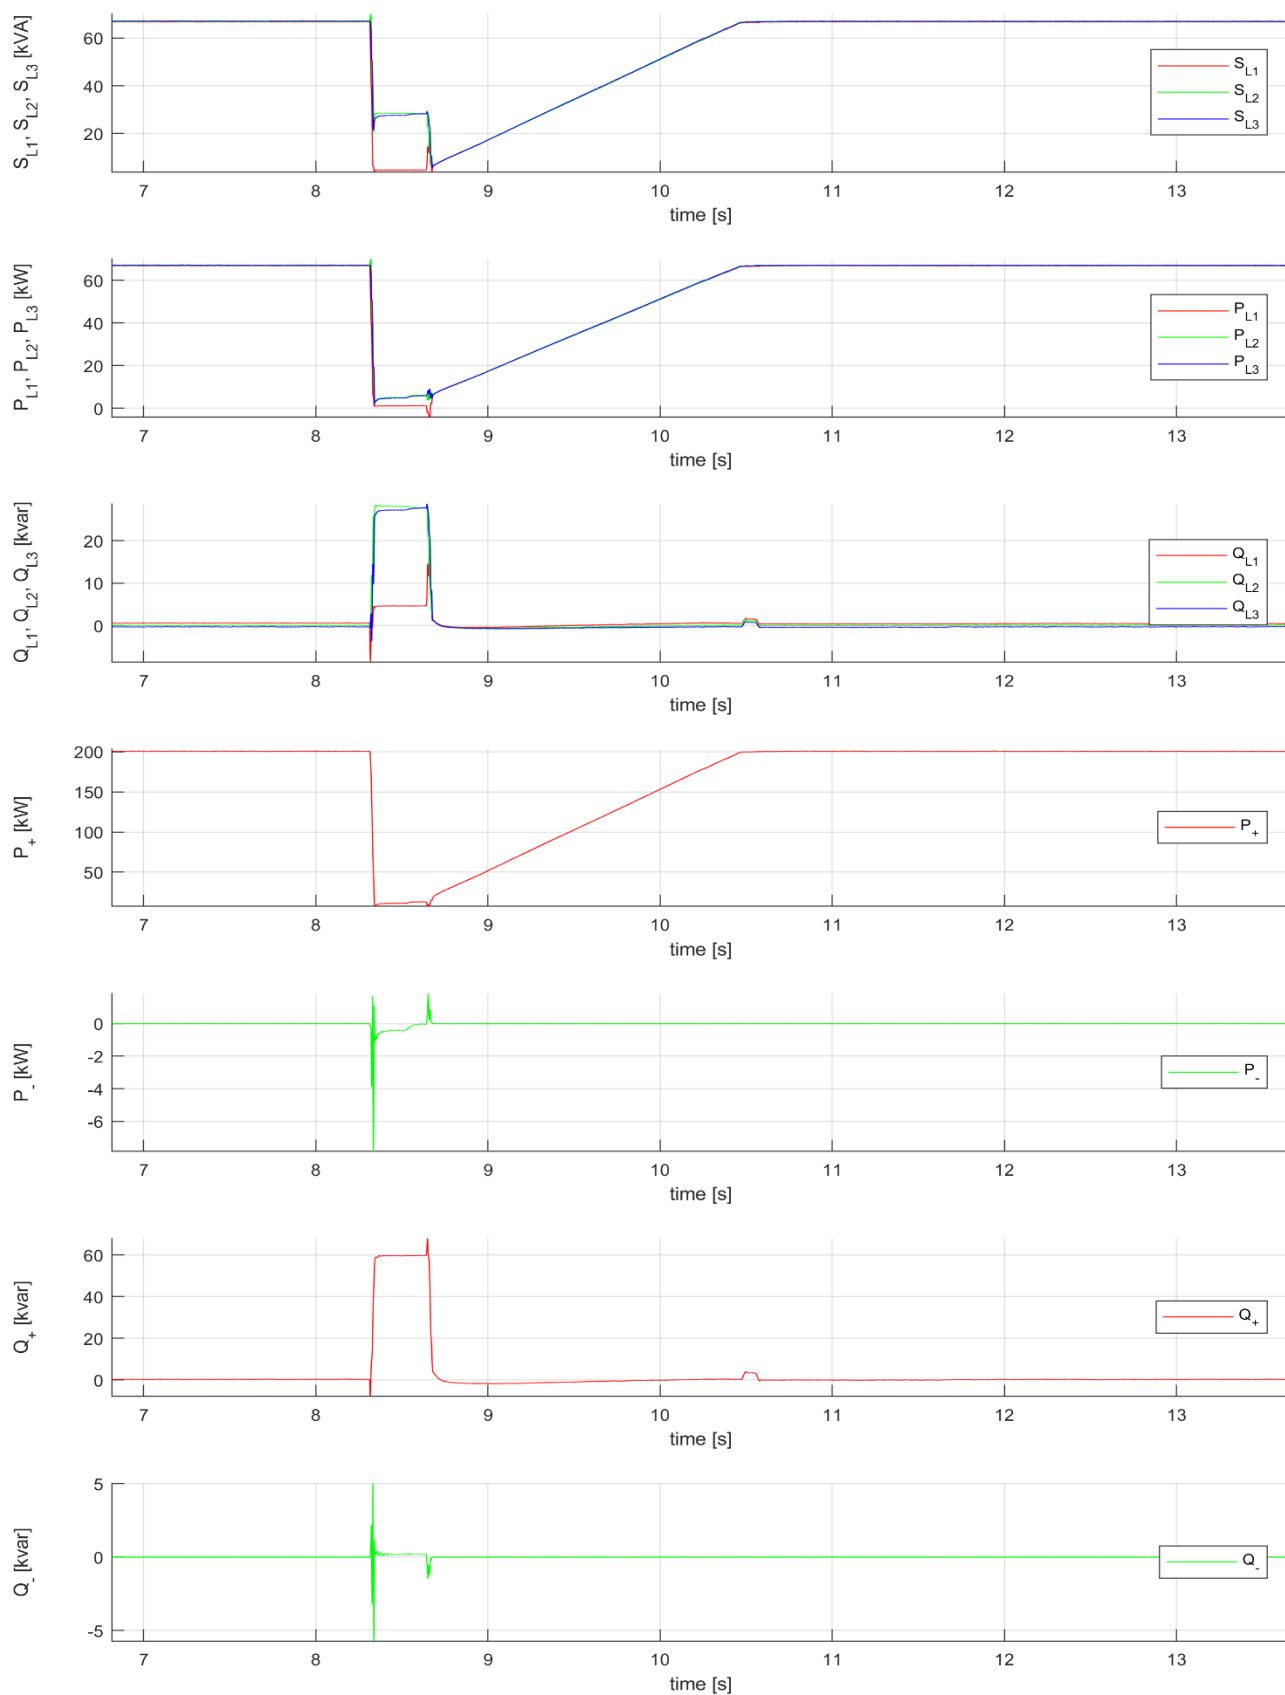 S_L1, S_L2, S_L3 [kVA]
60
40
20
S_L1
S_L2
S_L3
7 8 9 10 11 12 13
time [s]
P_L1, P_L2, P_L3 [kW]
60
40
20
0
P_L1
P_L2
P_L3
7 8 9 10 11 12 13
time [s]
Q_L1, Q_L2, Q_L3 [kvar]
20
10
0
Q_L1
Q_L2
Q_L3
7 8 9 10 11 12 13
time [s]
P_+ [kW]
200
150
100
50
P_+
7 8 9 10 11 12 13
time [s]
P_- [kW]
0
-2
-4
-6
P_-
7 8 9 10 11 12 13
time [s]
Q_+ [kvar]
60
40
20
0
Q_+
7 8 9 10 11 12 13
time [s]
Q_- [kvar]
5
0
-5
Q_-
7 8 9 10 11 12 13
time [s]